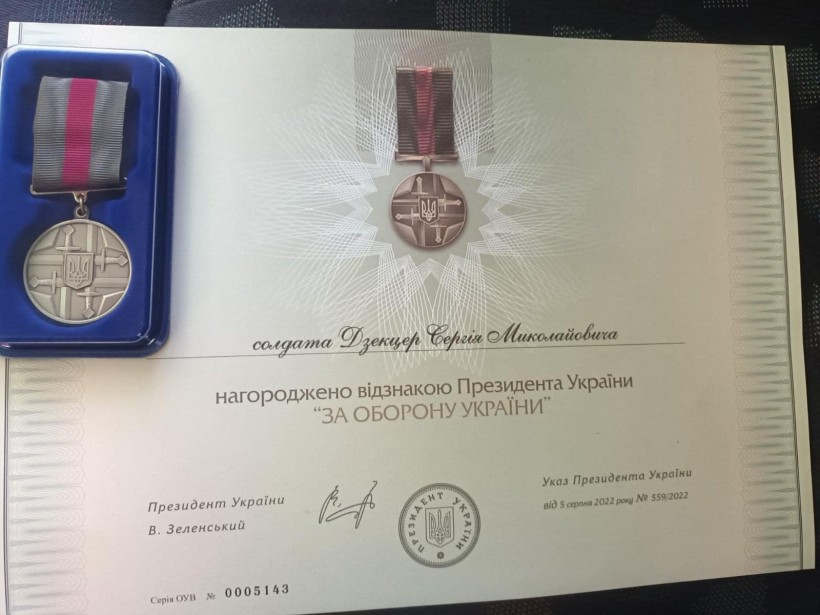 солдата Дзекцер Сергія Миколайовича
нагороджено відзнакою Президента України
"ЗА ОБОРОНУ УКРАЇНИ"
Президент України
В. Зеленський
ПРЕЗИДЕНТ УКРАЇНИ
Указ Президента України
від 5 серпня 2022 року № 559/2022
Серія ОУВ № 0005143